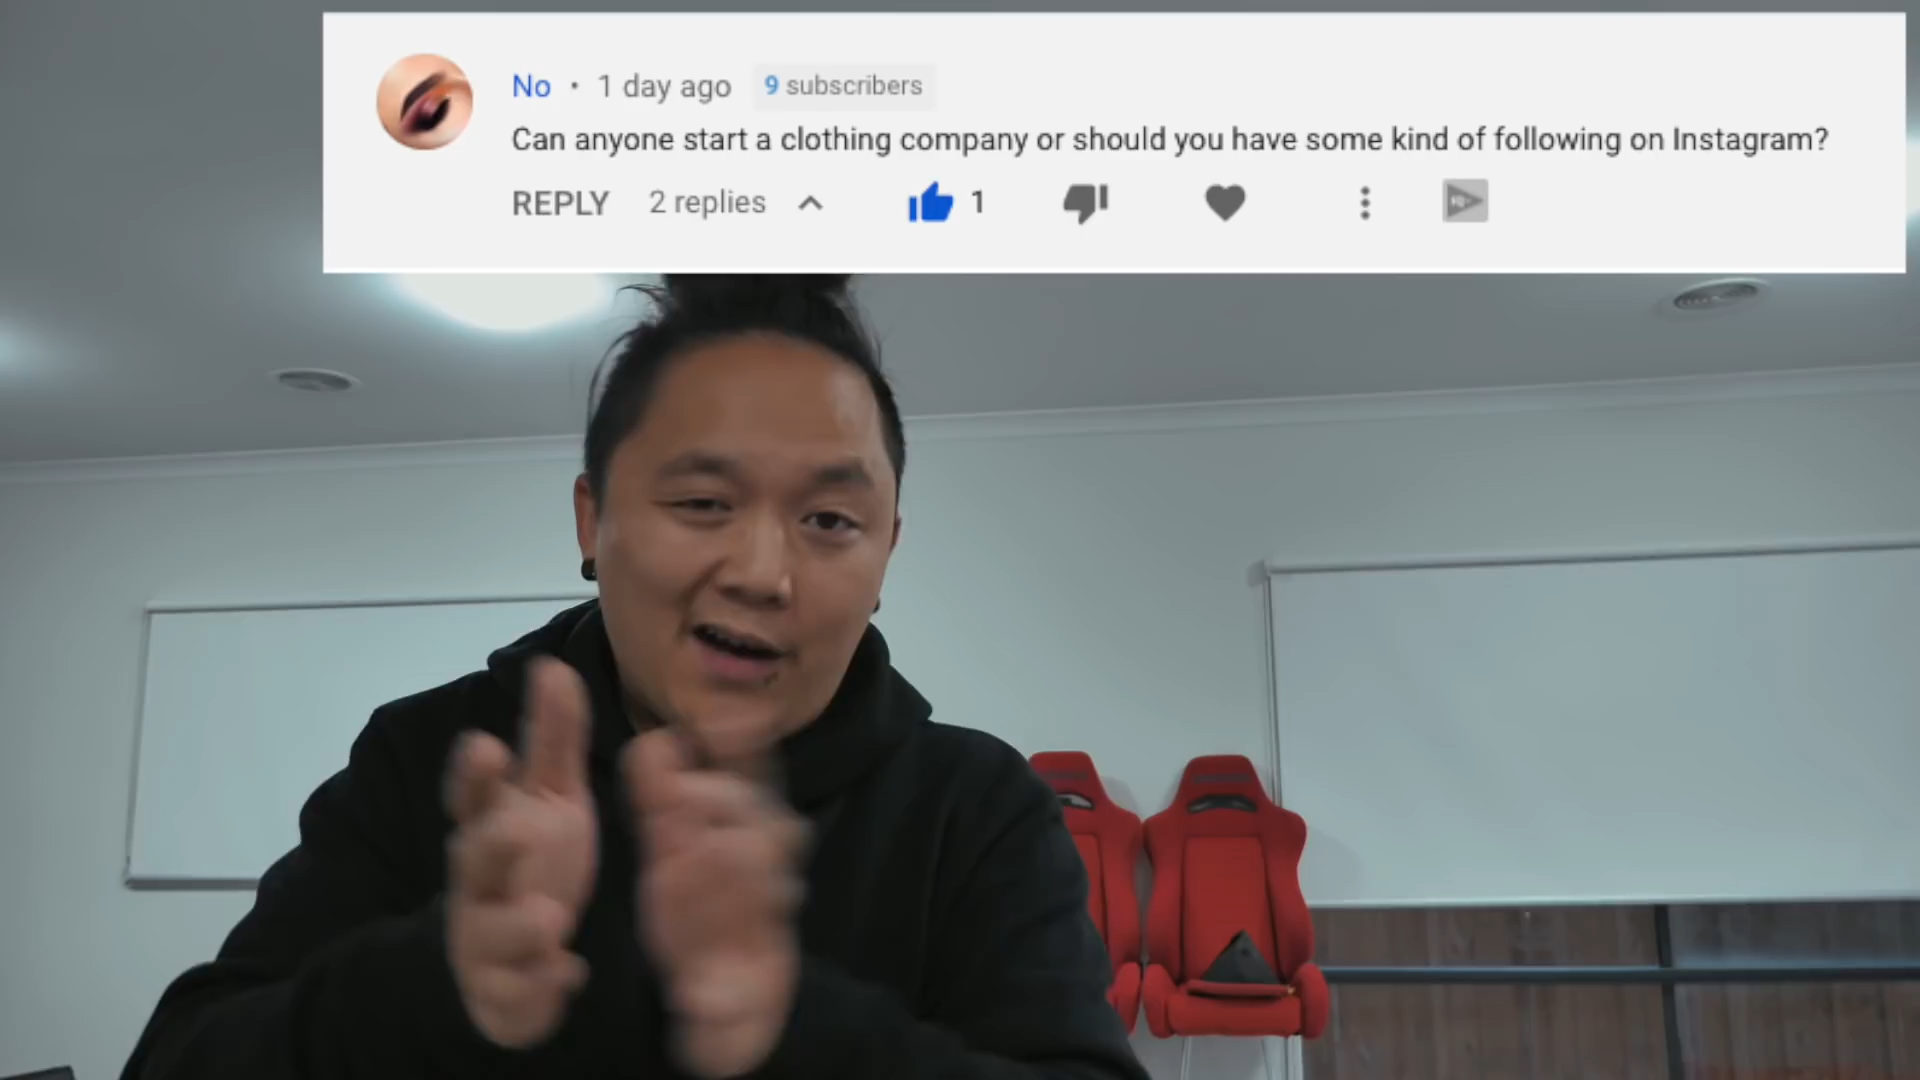 No • 1 day ago 9 subscribers
Can anyone start a clothing company or should you have some kind of following on Instagram?
REPLY 2 replies 1